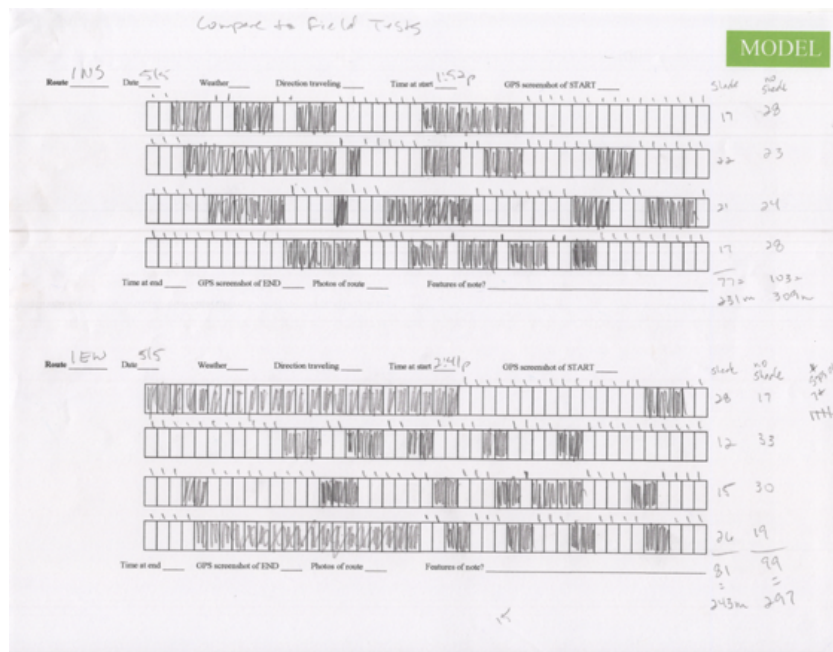 Compare to Field Tests
MODEL
Route 1NS Date 5/5 Weather Direction traveling Time at start 1:52p GPS screenshot of START
shade no shade
17 28
22 23
21 24
17 28
Time at end GPS screenshot of END Photos of route Features of note?
77 103
231m 309m
Route 1EW Date 5/5 Weather Direction traveling Time at start 2:41p GPS screenshot of START
shade no shade
28 17
12 33
15 30
26 19
Time at end GPS screenshot of END Photos of route Features of note?
81 99
= =
243m 297